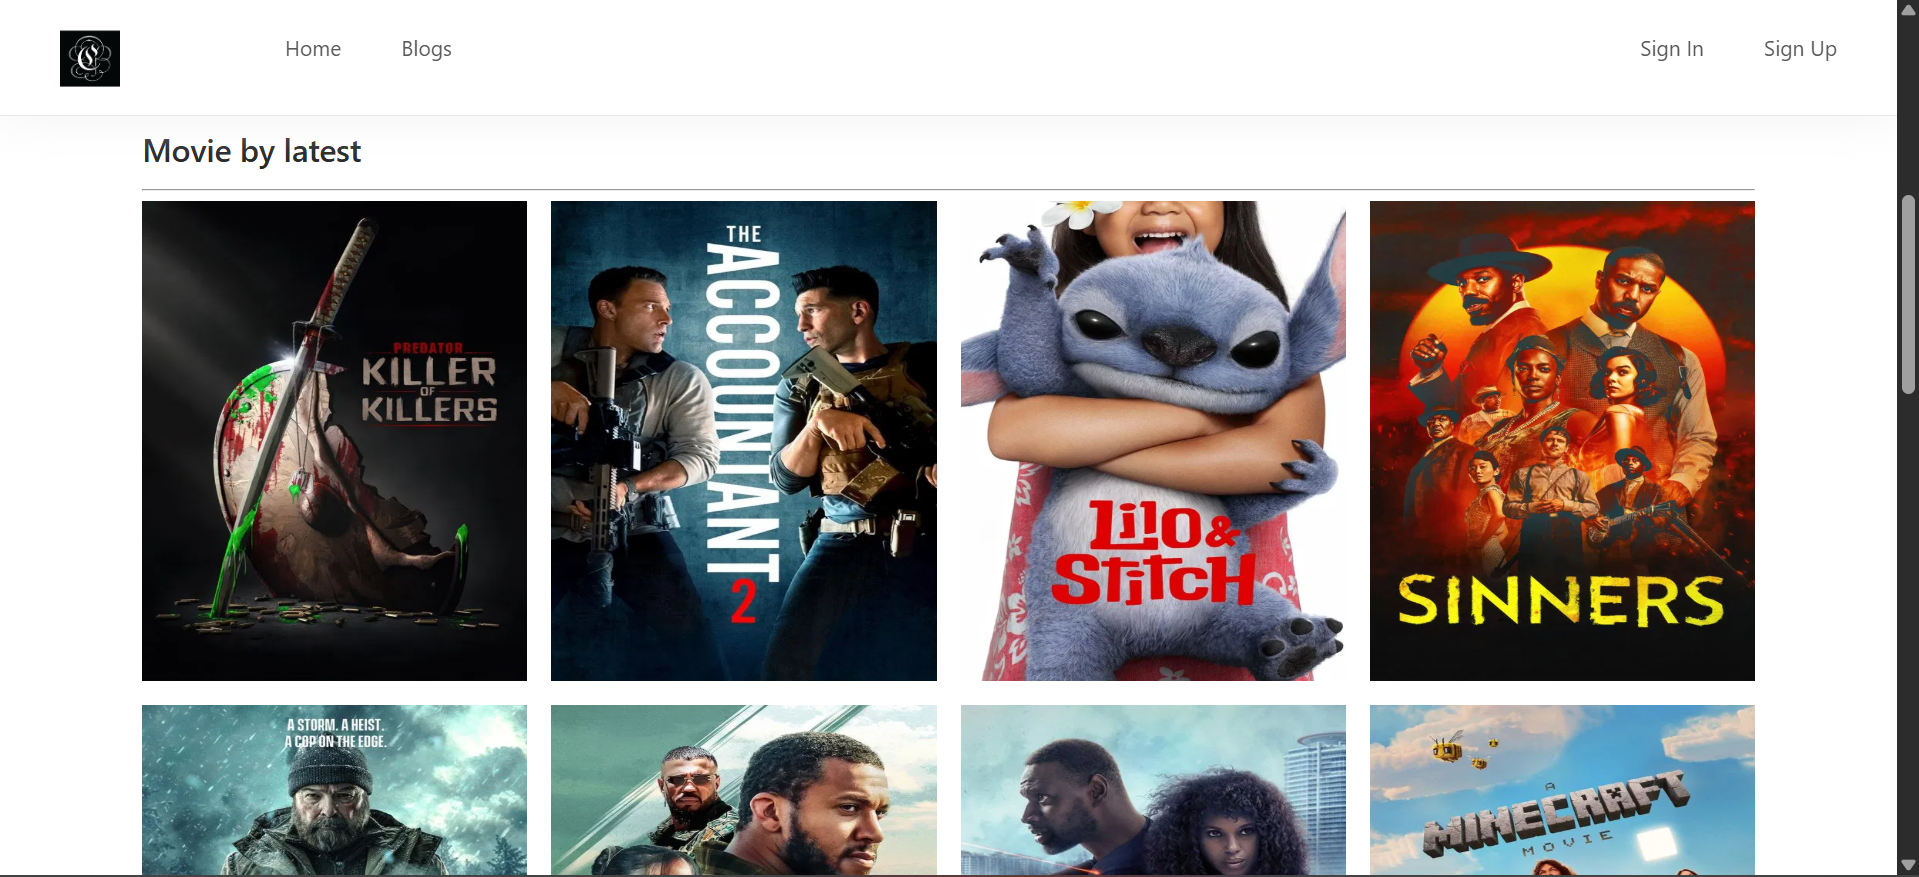 Home
Blogs
Sign In
Sign Up
Movie by latest
PREDATOR
KILLER
OF
KILLERS
THE
ACCOUNTANT
2
Lilo &
Stitch
SINNERS
A STORM. A HEIST.
A COP ON THE EDGE.
A
MINECRAFT
MOVIE